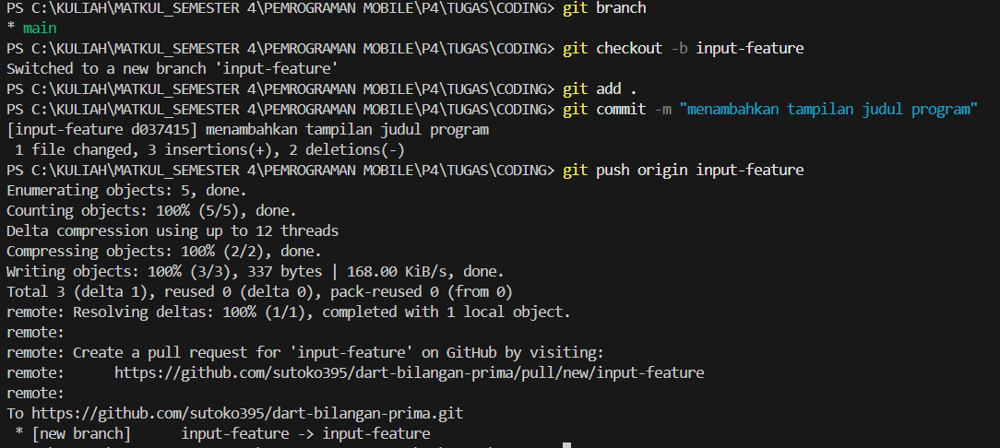 PS C:\KULIAH\MATKUL_SEMESTER 4\PEMROGRAMAN MOBILE\P4\TUGAS\CODING> git branch
* main
PS C:\KULIAH\MATKUL_SEMESTER 4\PEMROGRAMAN MOBILE\P4\TUGAS\CODING> git checkout -b input-feature
Switched to a new branch 'input-feature'
PS C:\KULIAH\MATKUL_SEMESTER 4\PEMROGRAMAN MOBILE\P4\TUGAS\CODING> git add .
PS C:\KULIAH\MATKUL_SEMESTER 4\PEMROGRAMAN MOBILE\P4\TUGAS\CODING> git commit -m "menambahkan tampilan judul program"
[input-feature d037415] menambahkan tampilan judul program
 1 file changed, 3 insertions(+), 2 deletions(-)
PS C:\KULIAH\MATKUL_SEMESTER 4\PEMROGRAMAN MOBILE\P4\TUGAS\CODING> git push origin input-feature
Enumerating objects: 5, done.
Counting objects: 100% (5/5), done.
Delta compression using up to 12 threads
Compressing objects: 100% (2/2), done.
Writing objects: 100% (3/3), 337 bytes | 168.00 KiB/s, done.
Total 3 (delta 1), reused 0 (delta 0), pack-reused 0 (from 0)
remote: Resolving deltas: 100% (1/1), completed with 1 local object.
remote:
remote: Create a pull request for 'input-feature' on GitHub by visiting:
remote:      https://github.com/sutoko395/dart-bilangan-prima/pull/new/input-feature
remote:
To https://github.com/sutoko395/dart-bilangan-prima.git
 * [new branch]      input-feature -> input-feature